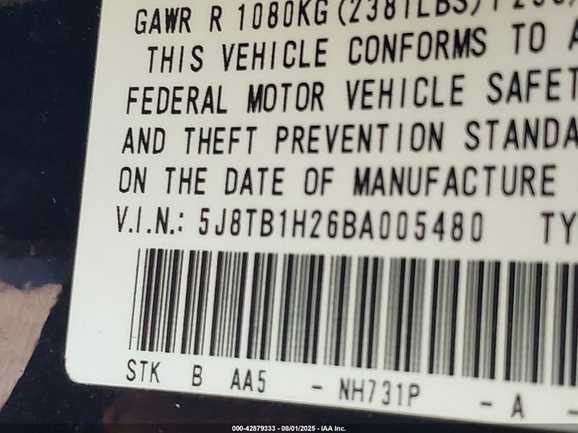 GAWR R 1080KG (2381LBS)
THIS VEHICLE CONFORMS TO
FEDERAL MOTOR VEHICLE SAFET
AND THEFT PREVENTION STANDA
ON THE DATE OF MANUFACTURE
V.I.N.: 5J8TB1H26BA005480 TY
STK B AA5 - NH731P - A -
000-42879333 - 08/01/2025 - IAA Inc.